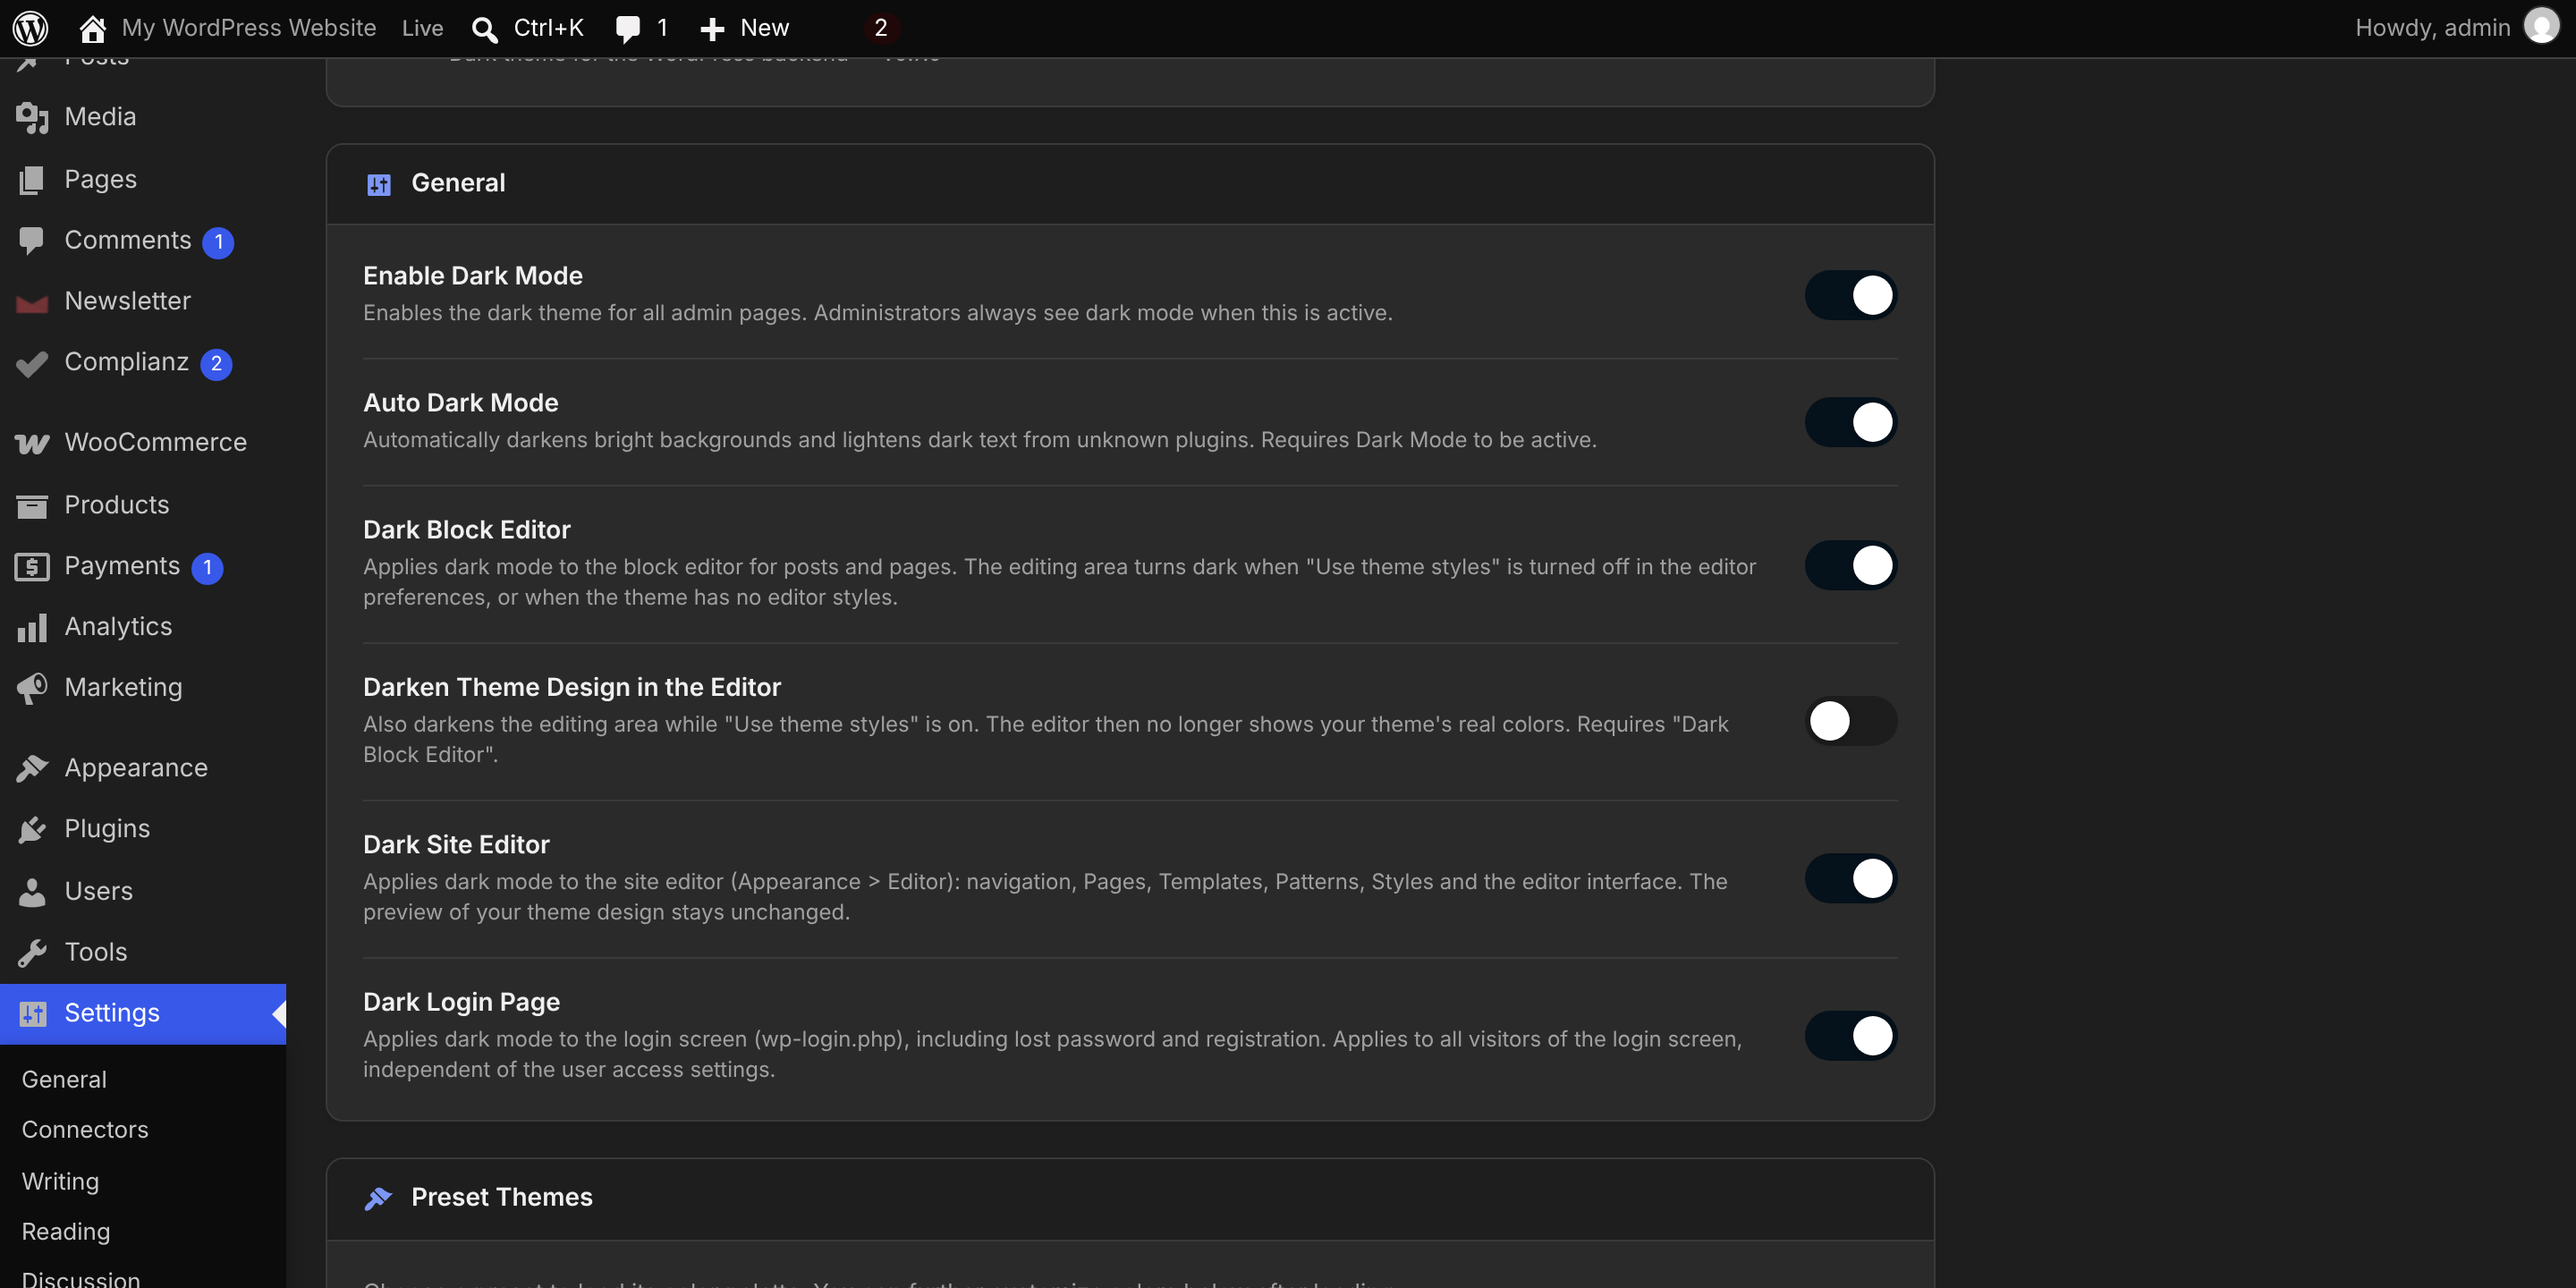 My WordPress Website
Live
Ctrl+K
1
New
2
Howdy, admin
Posts
Media
Pages
Comments 1
Newsletter
Complianz 2
WooCommerce
Products
Payments 1
Analytics
Marketing
Appearance
Plugins
Users
Tools
Settings
General
Connectors
Writing
Reading
Discussion
General
Enable Dark Mode
Enables the dark theme for all admin pages. Administrators always see dark mode when this is active.
Auto Dark Mode
Automatically darkens bright backgrounds and lightens dark text from unknown plugins. Requires Dark Mode to be active.
Dark Block Editor
Applies dark mode to the block editor for posts and pages. The editing area turns dark when "Use theme styles" is turned off in the editor
preferences, or when the theme has no editor styles.
Darken Theme Design in the Editor
Also darkens the editing area while "Use theme styles" is on. The editor then no longer shows your theme's real colors. Requires "Dark
Block Editor".
Dark Site Editor
Applies dark mode to the site editor (Appearance > Editor): navigation, Pages, Templates, Patterns, Styles and the editor interface. The
preview of your theme design stays unchanged.
Dark Login Page
Applies dark mode to the login screen (wp-login.php), including lost password and registration. Applies to all visitors of the login screen,
independent of the user access settings.
Preset Themes